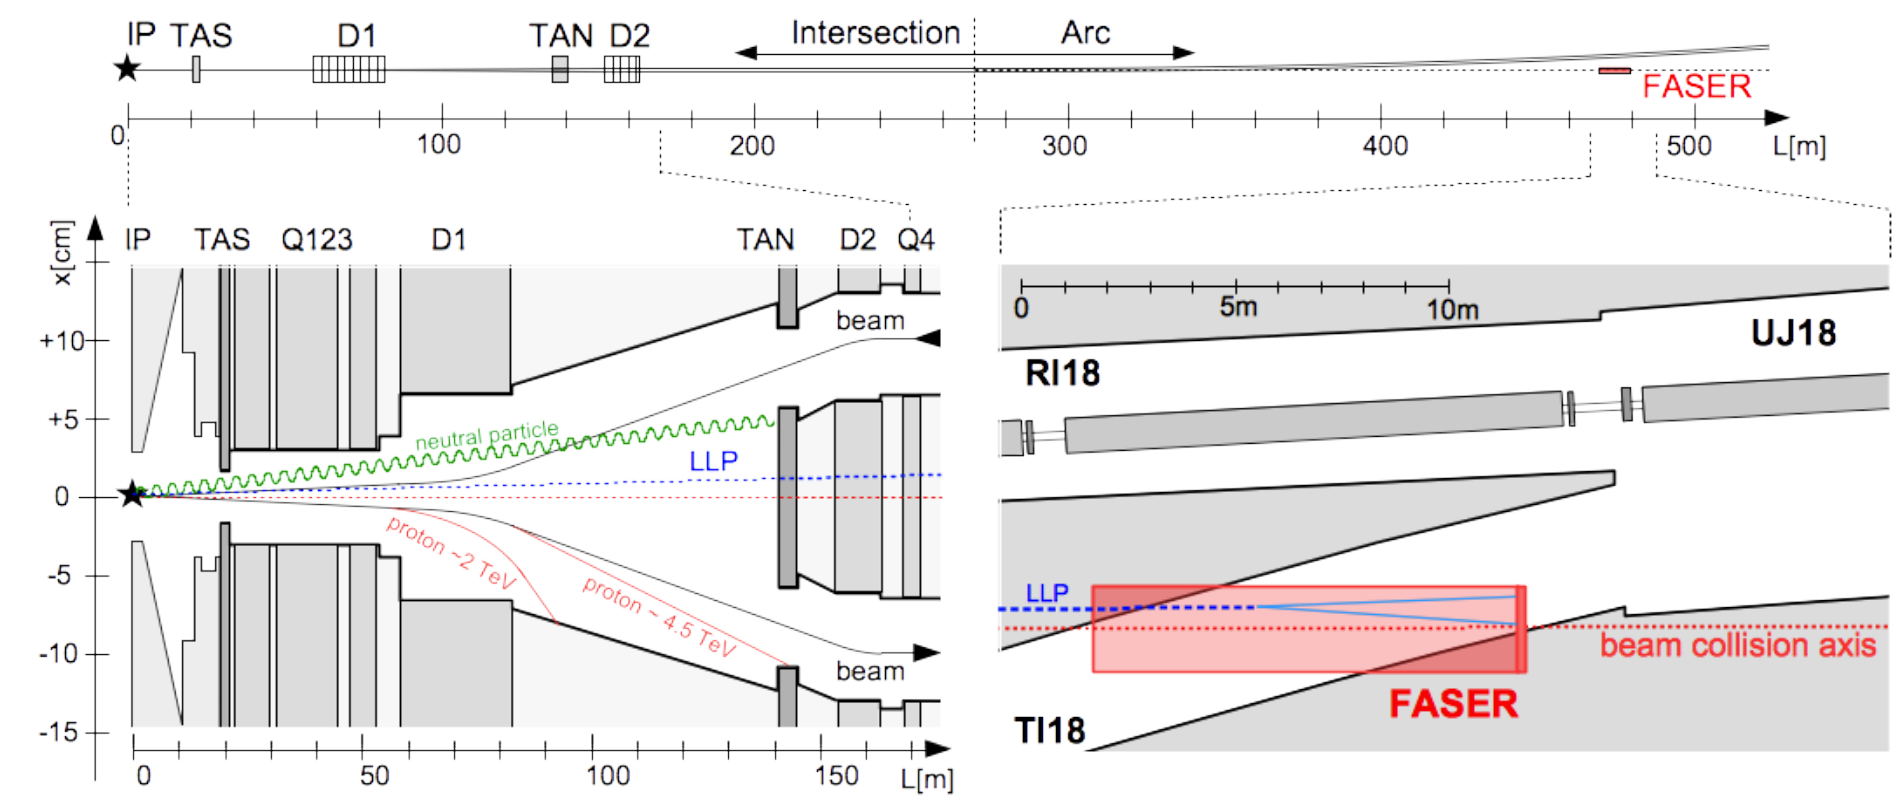 IP TAS D1 TAN D2 Intersection Arc
FASER
0 100 200 300 400 500 L[m]
x[cm]
IP TAS Q123 D1 TAN D2 Q4
+10
+5
0
-5
-10
-15
beam
neutral particle
LLP
proton ~2 TeV
proton ~ 4.5 TeV
beam
0 50 100 150 L[m]
0 5m 10m
UJ18
RI18
LLP
beam collision axis
FASER
TI18